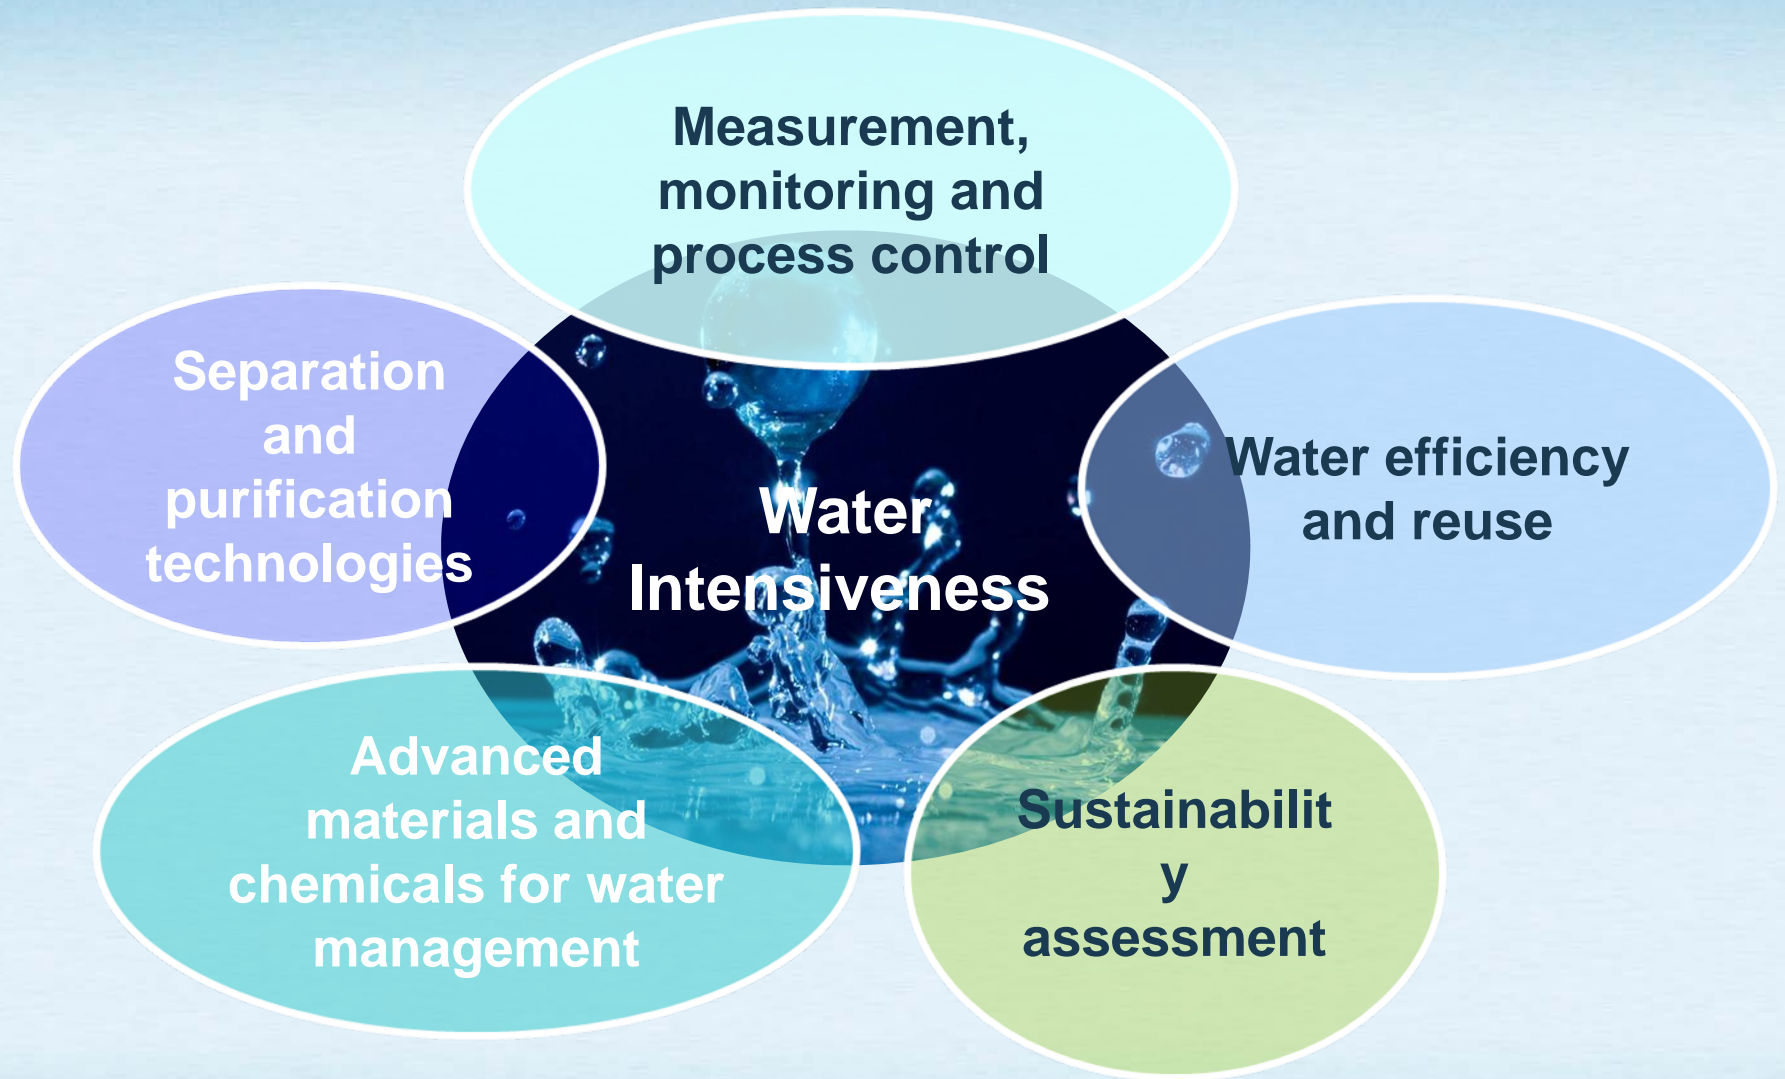 Measurement,
monitoring and
process control
Separation
and
purification
technologies
Water efficiency
and reuse
Water
Intensiveness
Advanced
materials and
chemicals for water
management
Sustainabilit
y
assessment